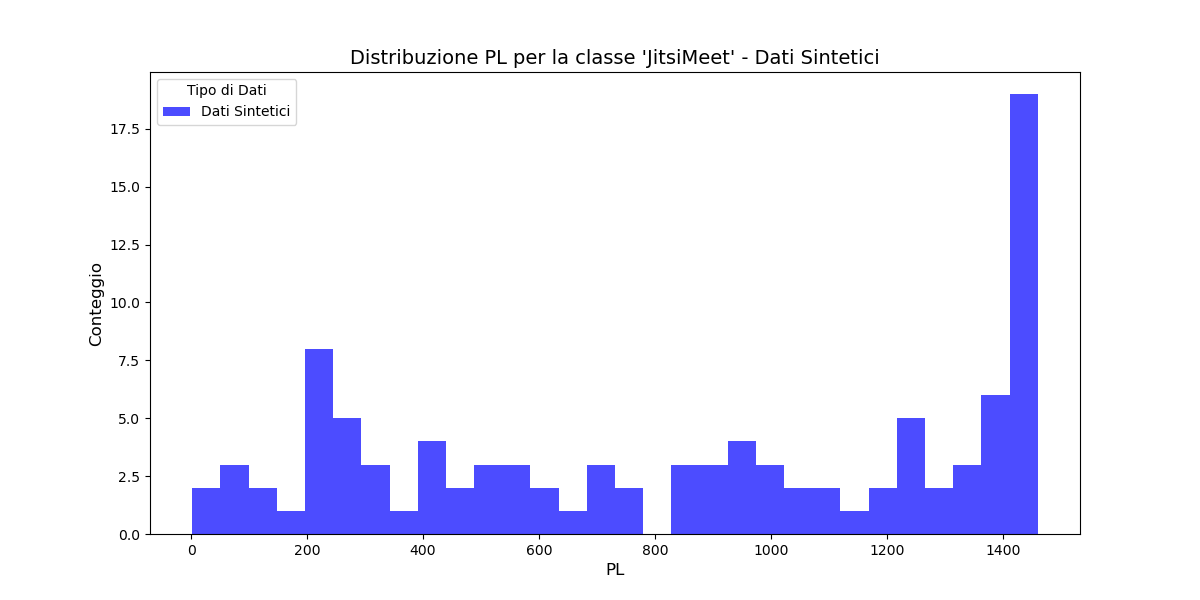 Distribuzione PL per la classe 'JitsiMeet' - Dati Sintetici
Tipo di Dati
Dati Sintetici
17.5
15.0
12.5
10.0
7.5
5.0
2.5
0.0
Conteggio
0 200 400 600 800 1000 1200 1400
PL